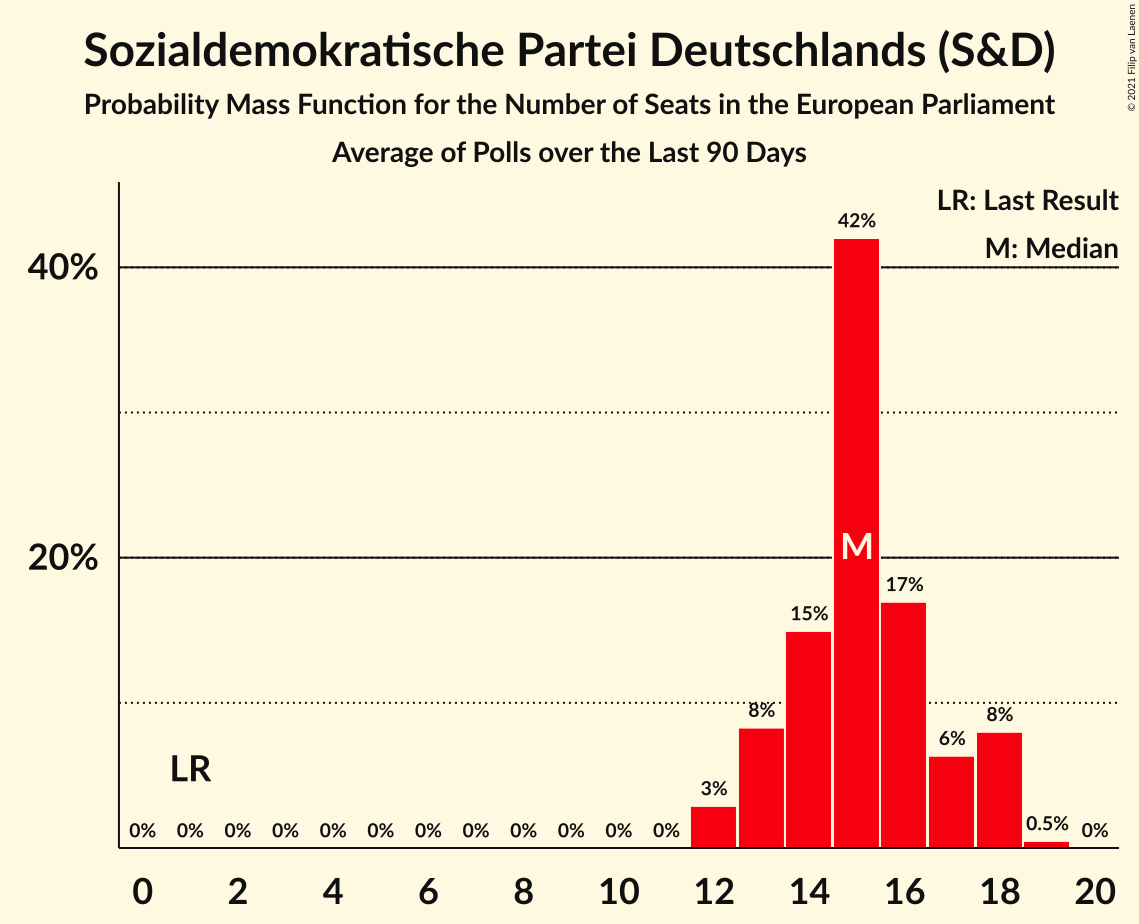 Sozialdemokratische Partei Deutschlands (S&D)
Probability Mass Function for the Number of Seats in the European Parliament
Average of Polls over the Last 90 Days
© 2021 Filip van Laenen
LR: Last Result
M: Median
40%
20%
42%
M
17%
15%
8%
8%
6%
3%
0.5%
LR
0% 0% 0% 0% 0% 0% 0% 0% 0% 0% 0% 0% 0%
0 2 4 6 8 10 12 14 16 18 20